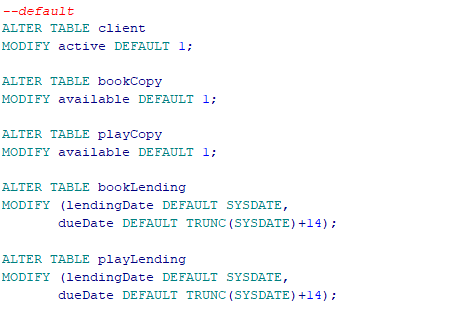 --default
ALTER TABLE client
MODIFY active DEFAULT 1;
ALTER TABLE bookCopy
MODIFY available DEFAULT 1;
ALTER TABLE playCopy
MODIFY available DEFAULT 1;
ALTER TABLE bookLending
MODIFY (lendingDate DEFAULT SYSDATE,
dueDate DEFAULT TRUNC(SYSDATE)+14);
ALTER TABLE playLending
MODIFY (lendingDate DEFAULT SYSDATE,
dueDate DEFAULT TRUNC(SYSDATE)+14);